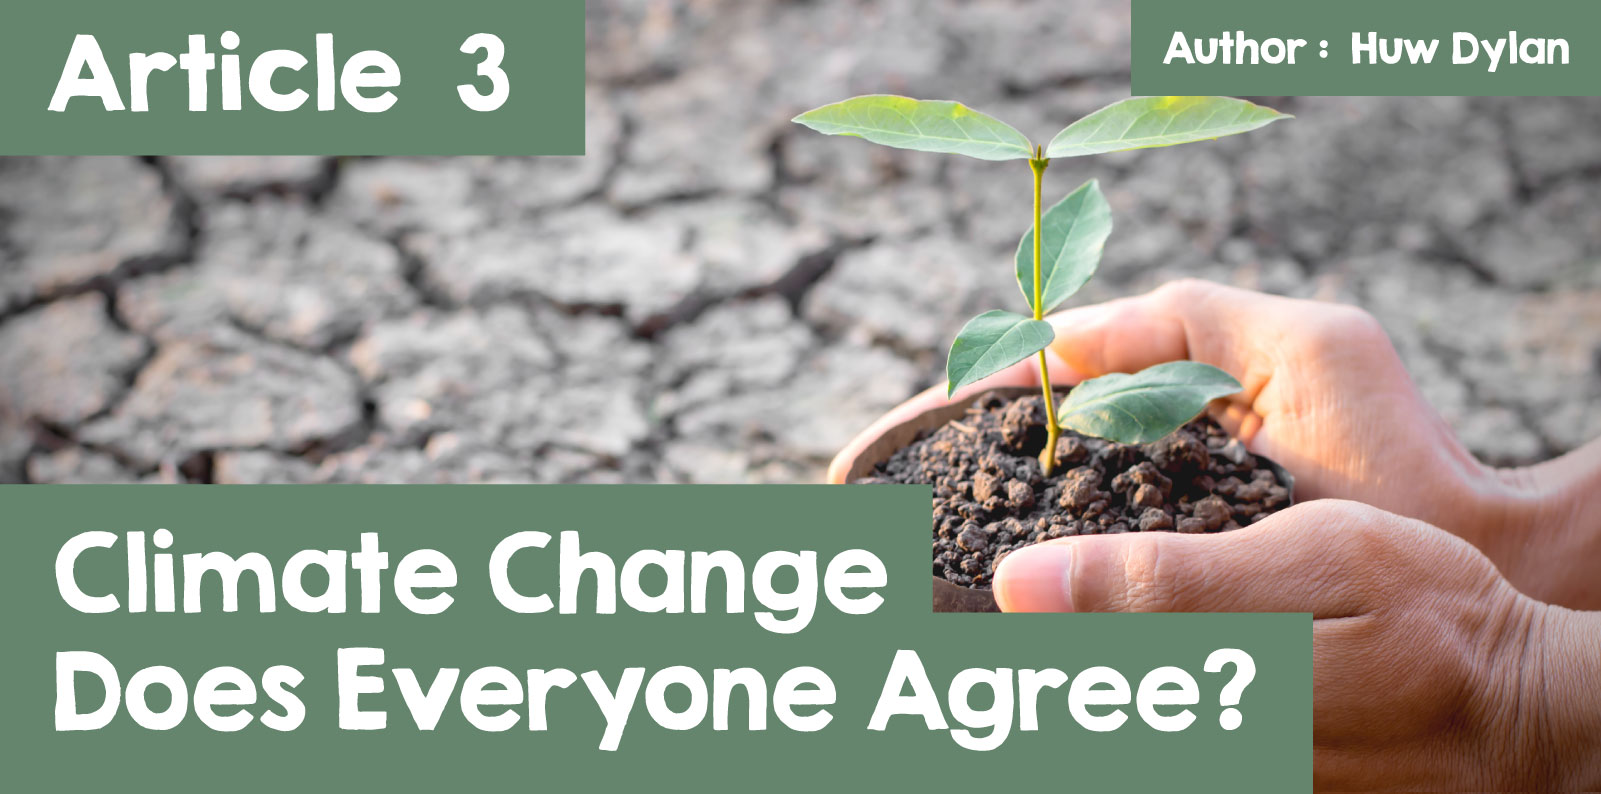 Article 3
Author : Huw Dylan
Climate Change
Does Everyone Agree?